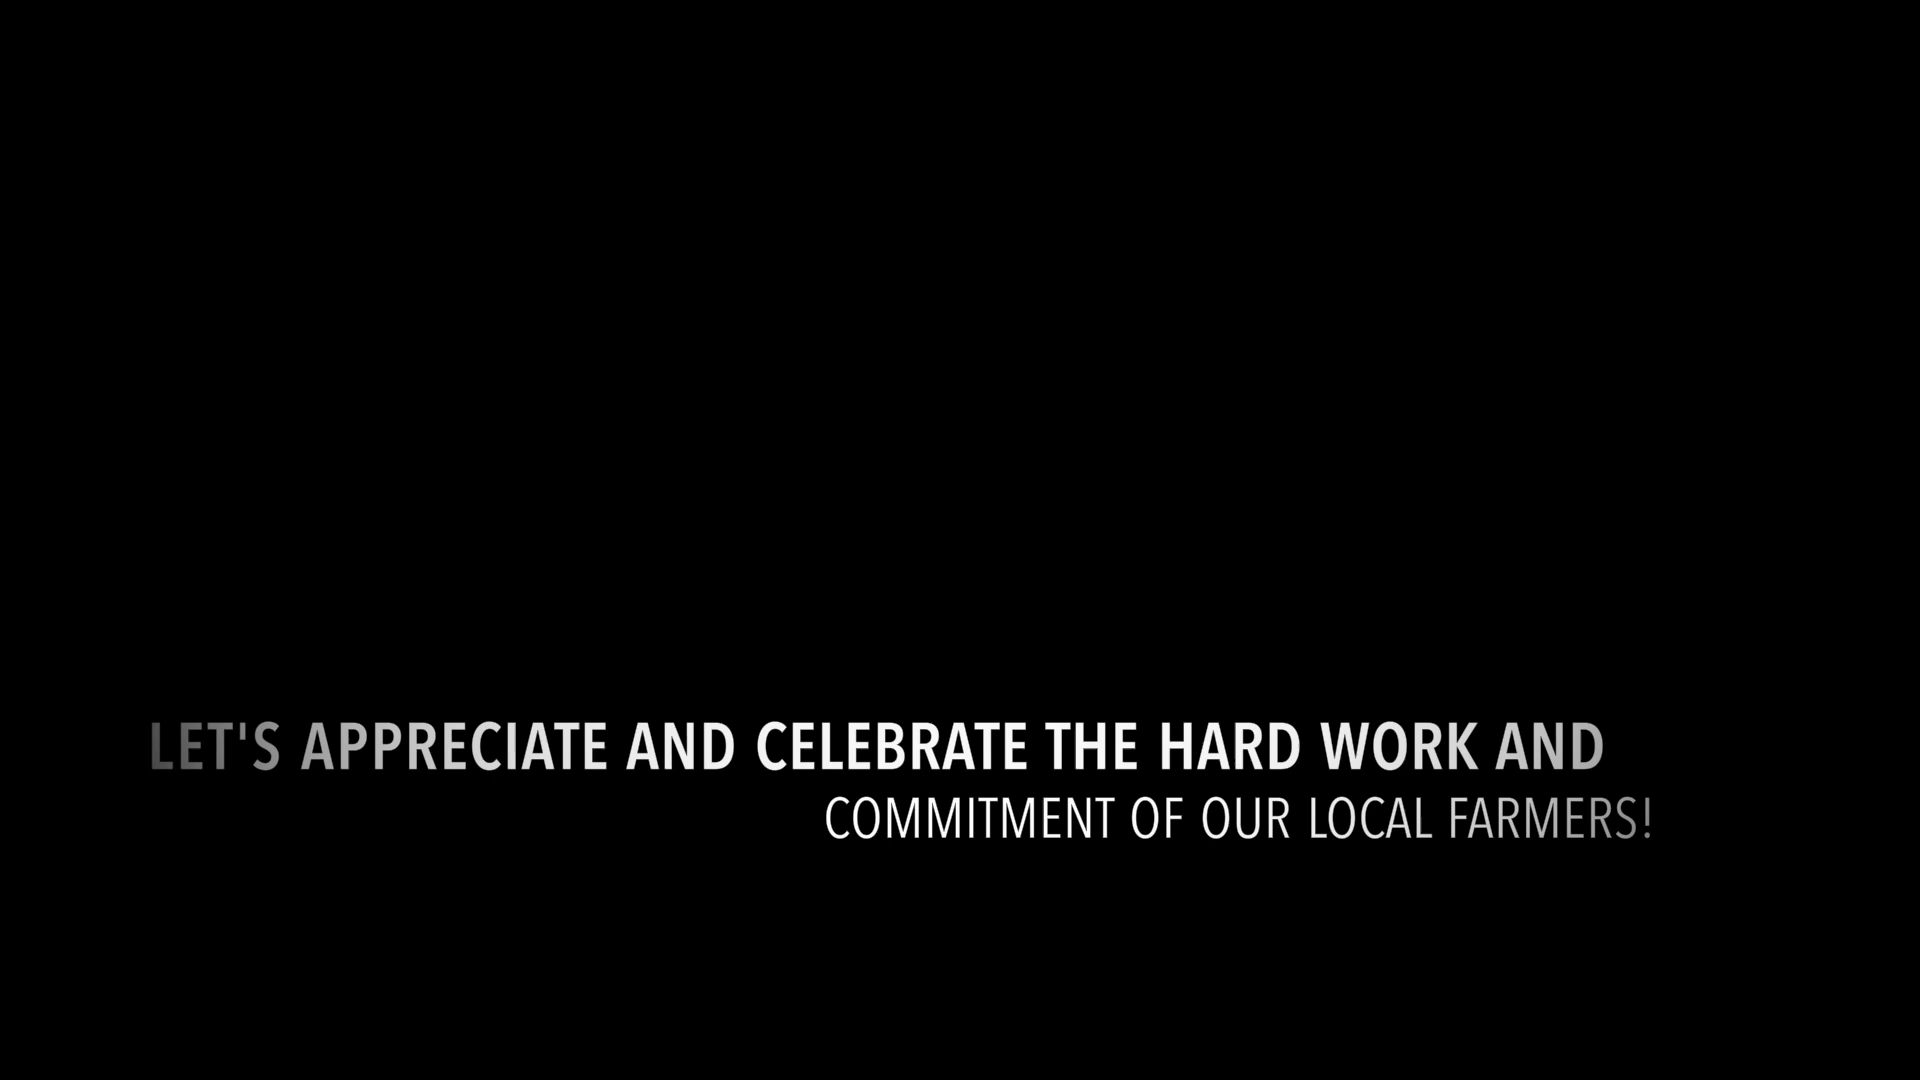 LET'S APPRECIATE AND CELEBRATE THE HARD WORK AND
COMMITMENT OF OUR LOCAL FARMERS!